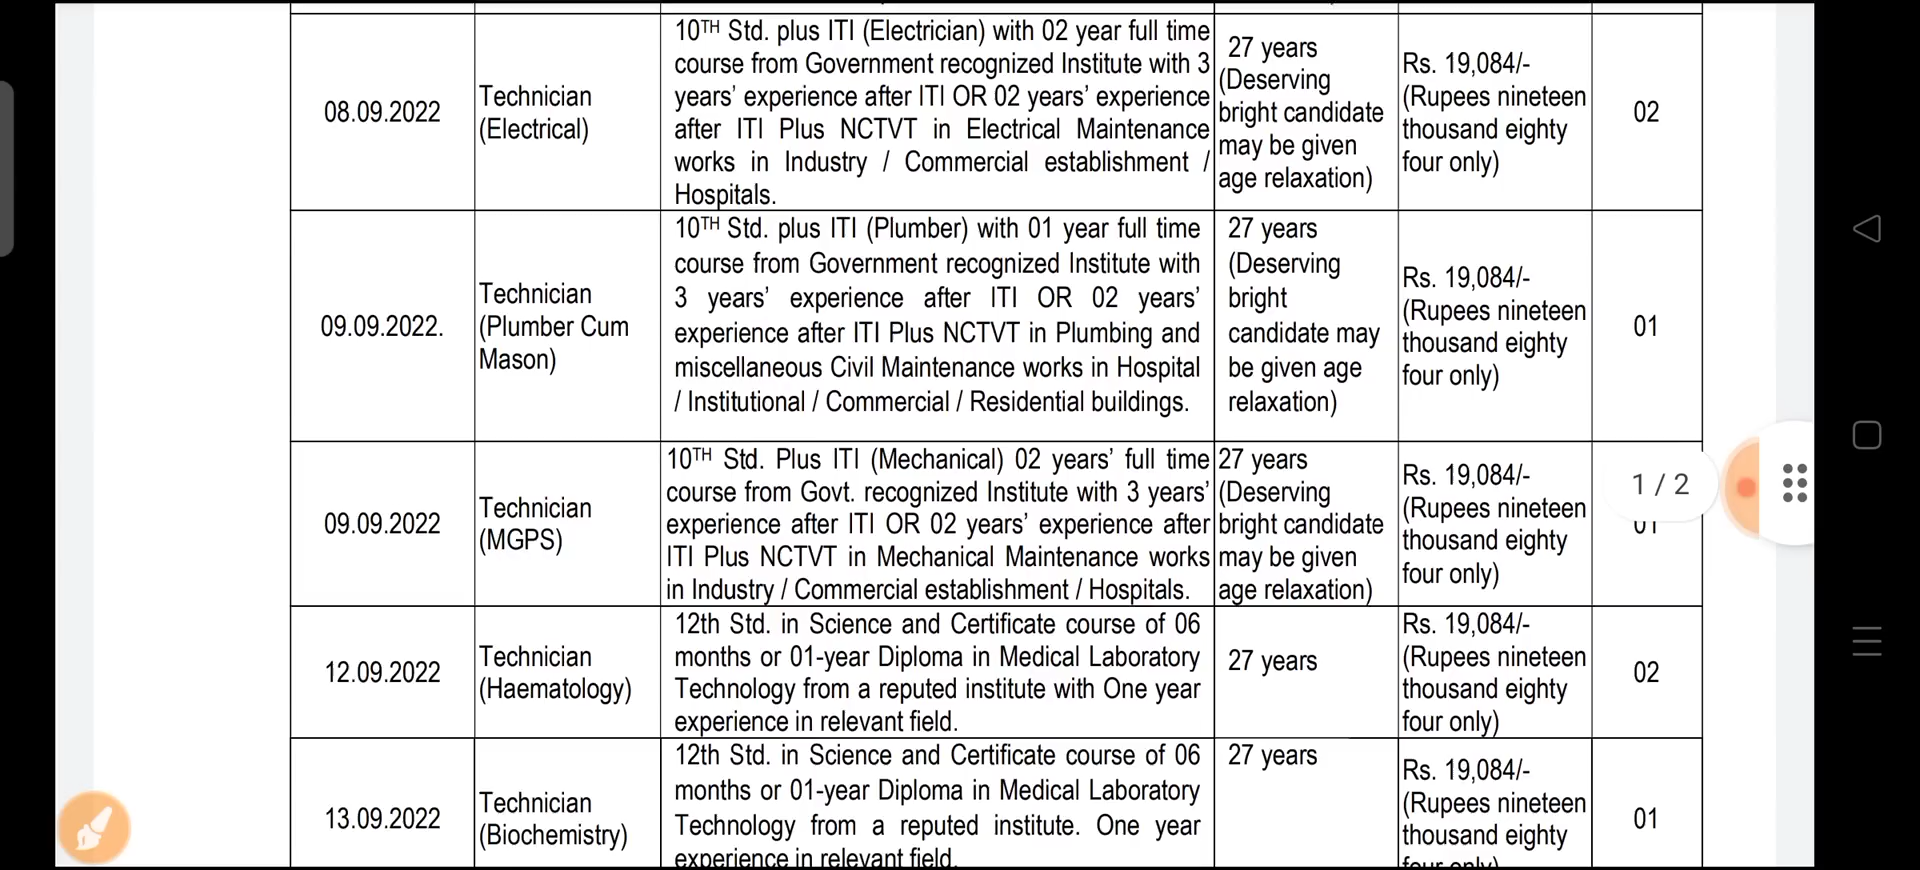 08.09.2022
Technician
(Electrical)
10TH Std. plus ITI (Electrician) with 02 year full time
course from Government recognized Institute with 3
years’ experience after ITI OR 02 years’ experience
after ITI Plus NCTVT in Electrical Maintenance
works in Industry / Commercial establishment /
Hospitals.
27 years
(Deserving
bright candidate
may be given
age relaxation)
Rs. 19,084/-
(Rupees nineteen
thousand eighty
four only)
02
09.09.2022.
Technician
(Plumber Cum
Mason)
10TH Std. plus ITI (Plumber) with 01 year full time
course from Government recognized Institute with
3 years’ experience after ITI OR 02 years’
experience after ITI Plus NCTVT in Plumbing and
miscellaneous Civil Maintenance works in Hospital
/ Institutional / Commercial / Residential buildings.
27 years
(Deserving
bright
candidate may
be given age
relaxation)
Rs. 19,084/-
(Rupees nineteen
thousand eighty
four only)
01
09.09.2022
Technician
(MGPS)
10TH Std. Plus ITI (Mechanical) 02 years’ full time
course from Govt. recognized Institute with 3 years’
experience after ITI OR 02 years’ experience after
ITI Plus NCTVT in Mechanical Maintenance works
in Industry / Commercial establishment / Hospitals.
27 years
(Deserving
bright candidate
may be given
age relaxation)
Rs. 19,084/-
(Rupees nineteen
thousand eighty
four only)
1 / 2
12.09.2022
Technician
(Haematology)
12th Std. in Science and Certificate course of 06
months or 01-year Diploma in Medical Laboratory
Technology from a reputed institute with One year
experience in relevant field.
27 years
Rs. 19,084/-
(Rupees nineteen
thousand eighty
four only)
02
13.09.2022
Technician
(Biochemistry)
12th Std. in Science and Certificate course of 06
months or 01-year Diploma in Medical Laboratory
Technology from a reputed institute. One year
experience in relevant field.
27 years
Rs. 19,084/-
(Rupees nineteen
thousand eighty
four only)
01